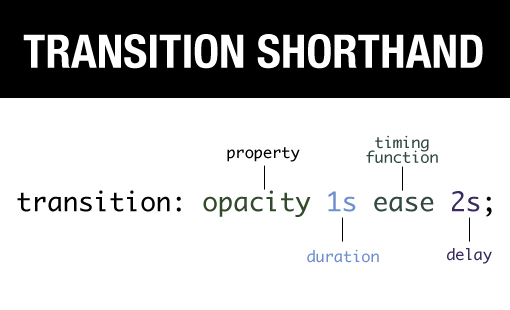 TRANSITION SHORTHAND
timing
property function
transition: opacity 1s ease 2s;
duration delay